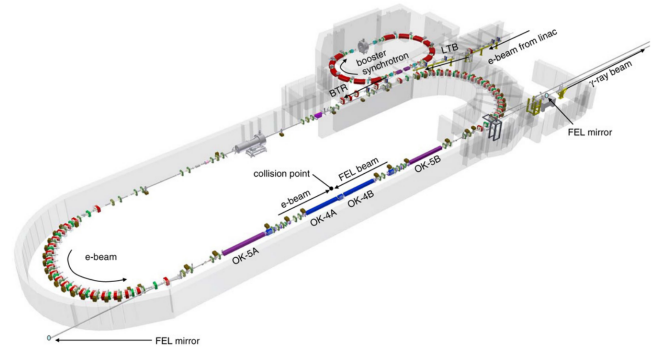 LTB
e-beam from linac
booster
synchrotron
BTR
γ-ray beam
FEL mirror
collision point
FEL beam
e-beam
OK-5B
OK-4B
OK-4A
OK-5A
e-beam
FEL mirror